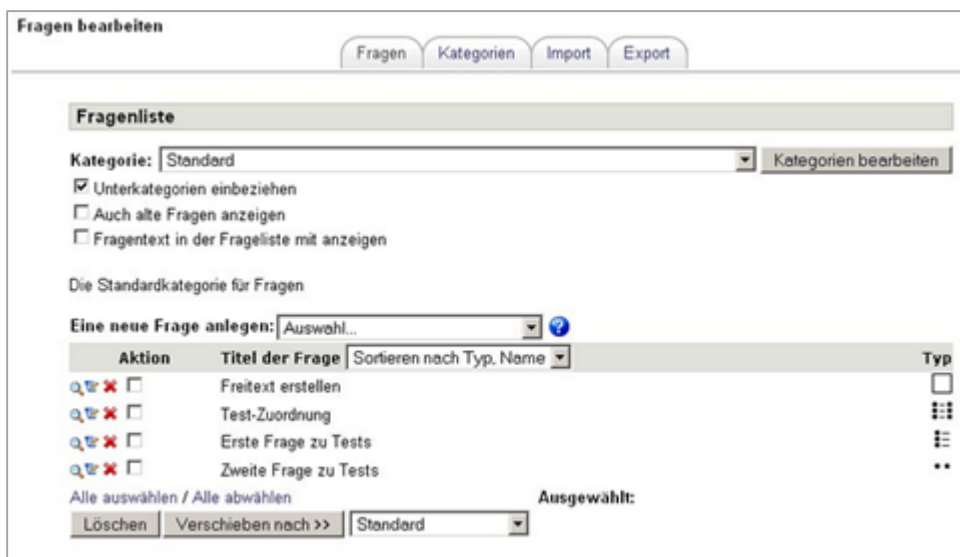 Fragen bearbeiten
Fragen Kategorien Import Export
Fragenliste
Kategorie: Standard Kategorien bearbeiten
Unterkategorien einbeziehen
Auch alte Fragen anzeigen
Fragentext in der Frageliste mit anzeigen
Die Standardkategorie für Fragen
Eine neue Frage anlegen: Auswahl... ?
Aktion Titel der Frage Sortieren nach Typ, Name Typ
Freitext erstellen
Test-Zuordnung
Erste Frage zu Tests
Zweite Frage zu Tests
Alle auswählen / Alle abwählen Ausgewählt:
Löschen Verschieben nach >> Standard